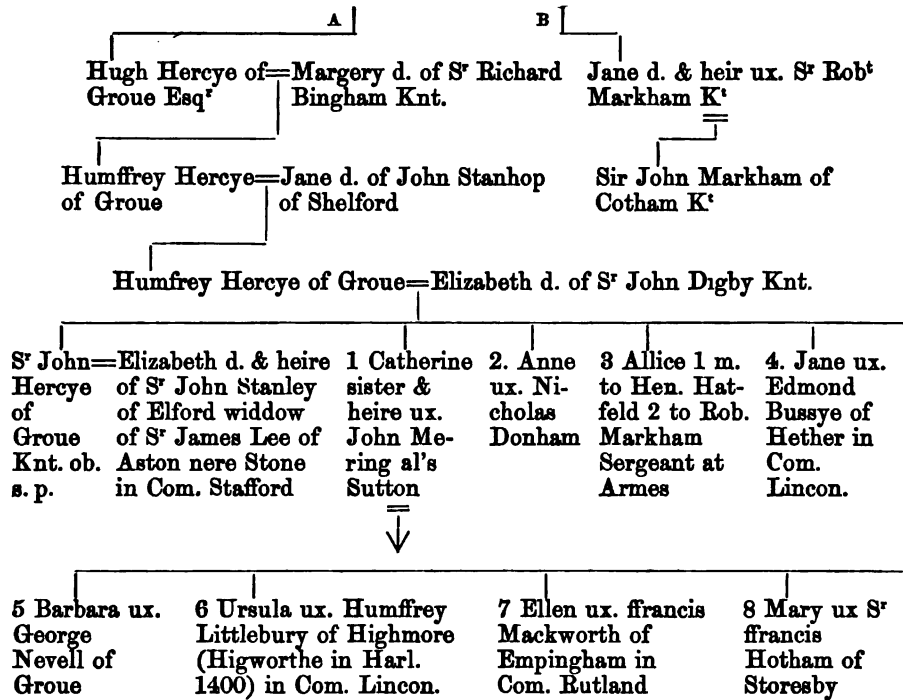 A
B
Hugh Hercye of=Margery d. of Sʳ Richard
Groue Esqʳ
Bingham Knt.
Jane d. & heir ux. Sʳ Robᵗ
Markham Kᵗ
Humffrey Hercye=Jane d. of John Stanhop
of Groue
of Shelford
Sir John Markham of
Cotham Kᵗ
Humfrey Hercye of Groue=Elizabeth d. of Sʳ John Digby Knt.
Sʳ John=Elizabeth d. & heire
Hercye
of Sʳ John Stanley
of
of Elford widdow
Groue
of Sʳ James Lee of
Knt. ob.
Aston nere Stone
s. p.
in Com. Stafford
1 Catherine
sister &
heire ux.
John Me-
ring al's
Sutton
2. Anne
ux. Ni-
cholas
Donham
3 Allice 1 m.
to Hen. Hat-
feld 2 to Rob.
Markham
Sergeant at
Armes
4. Jane ux.
Edmond
Bussye of
Hether in
Com.
Lincon.
5 Barbara ux.
George
Nevell of
Groue
6 Ursula ux. Humffrey
Littlebury of Highmore
(Higworthe in Harl.
1400) in Com. Lincon.
7 Ellen ux. ffrancis
Mackworth of
Empingham in
Com. Rutland
8 Mary ux Sʳ
ffrancis
Hotham of
Storesby